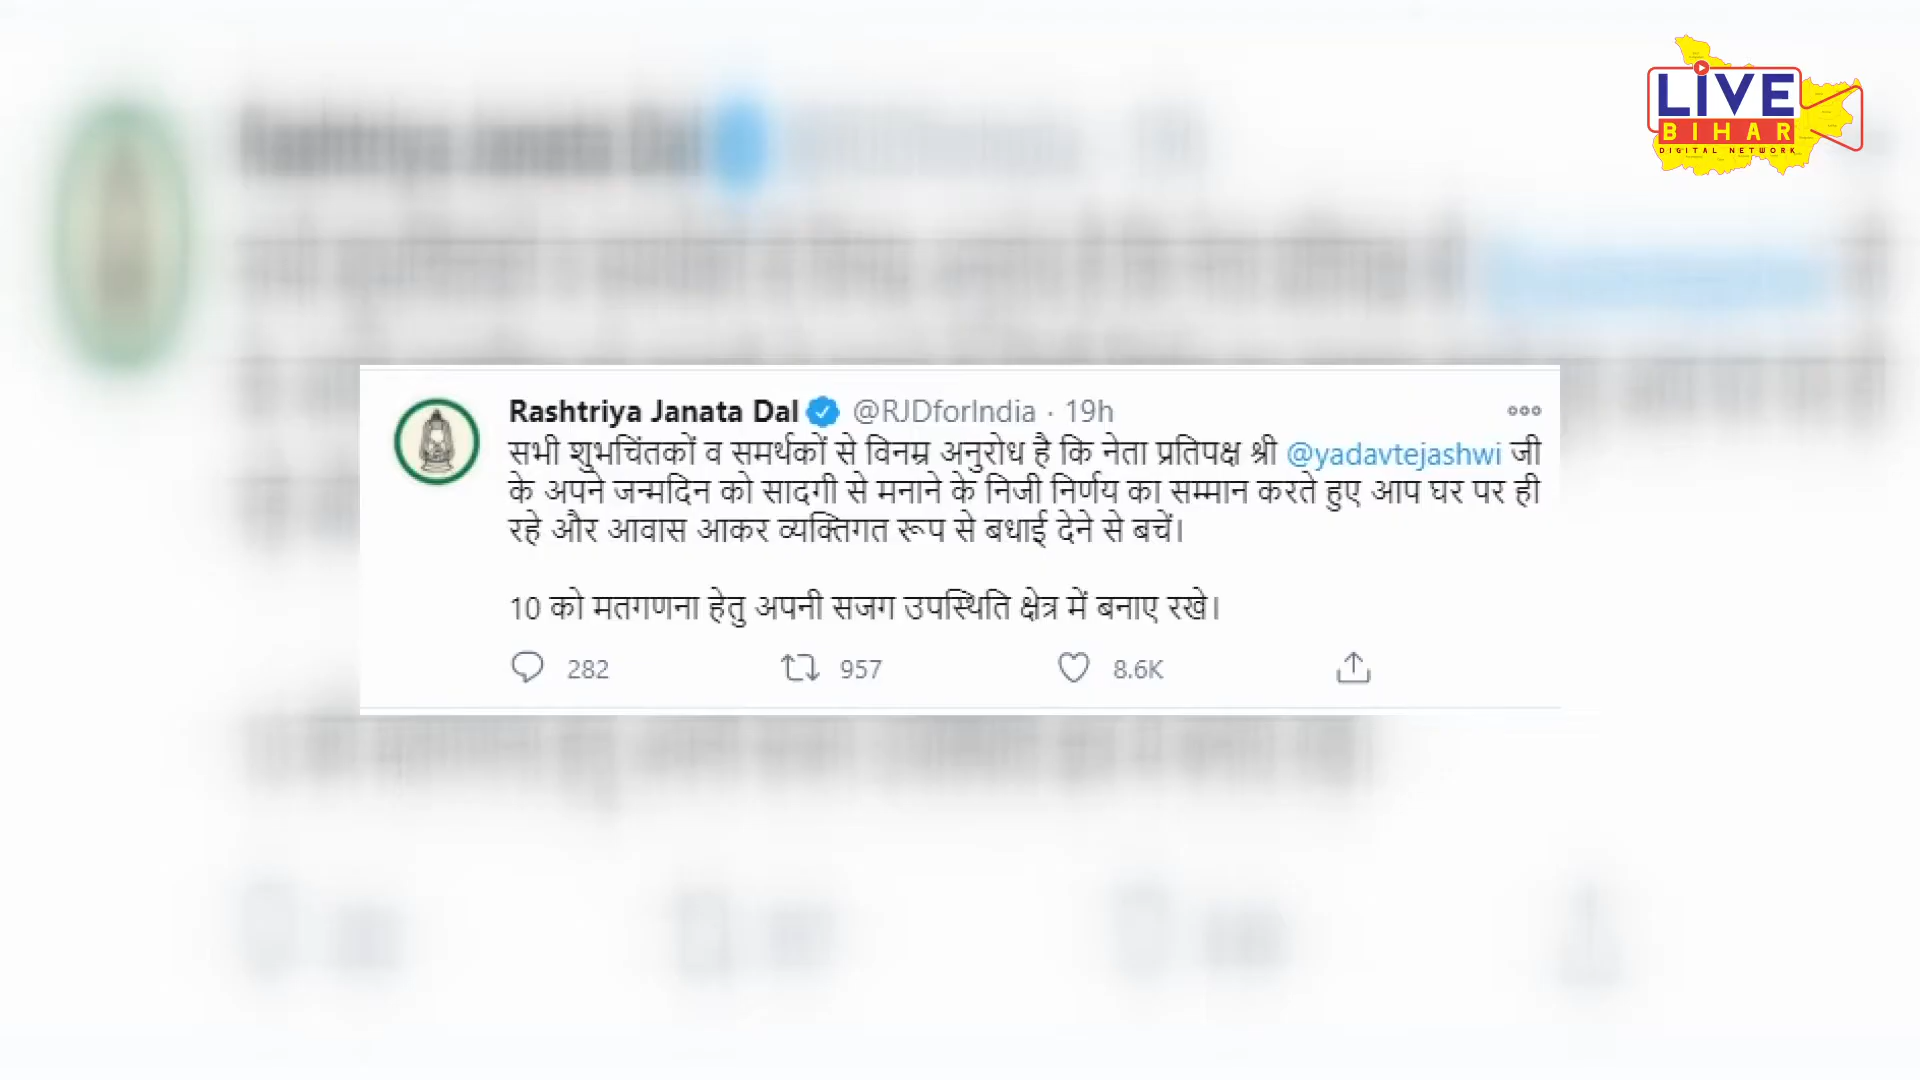 LIVE
BIHAR
DIGITAL NETWORK
Rashtriya Janata Dal @RJDforIndia · 19h
सभी शुभचिंतकों व समर्थकों से विनम्र अनुरोध है कि नेता प्रतिपक्ष श्री @yadavtejashwi जी
के अपने जन्मदिन को सादगी से मनाने के निजी निर्णय का सम्मान करते हुए आप घर पर ही
रहे और आवास आकर व्यक्तिगत रूप से बधाई देने से बचें।
10 को मतगणना हेतु अपनी सजग उपस्थिति क्षेत्र में बनाए रखे।
282 957 8.6K